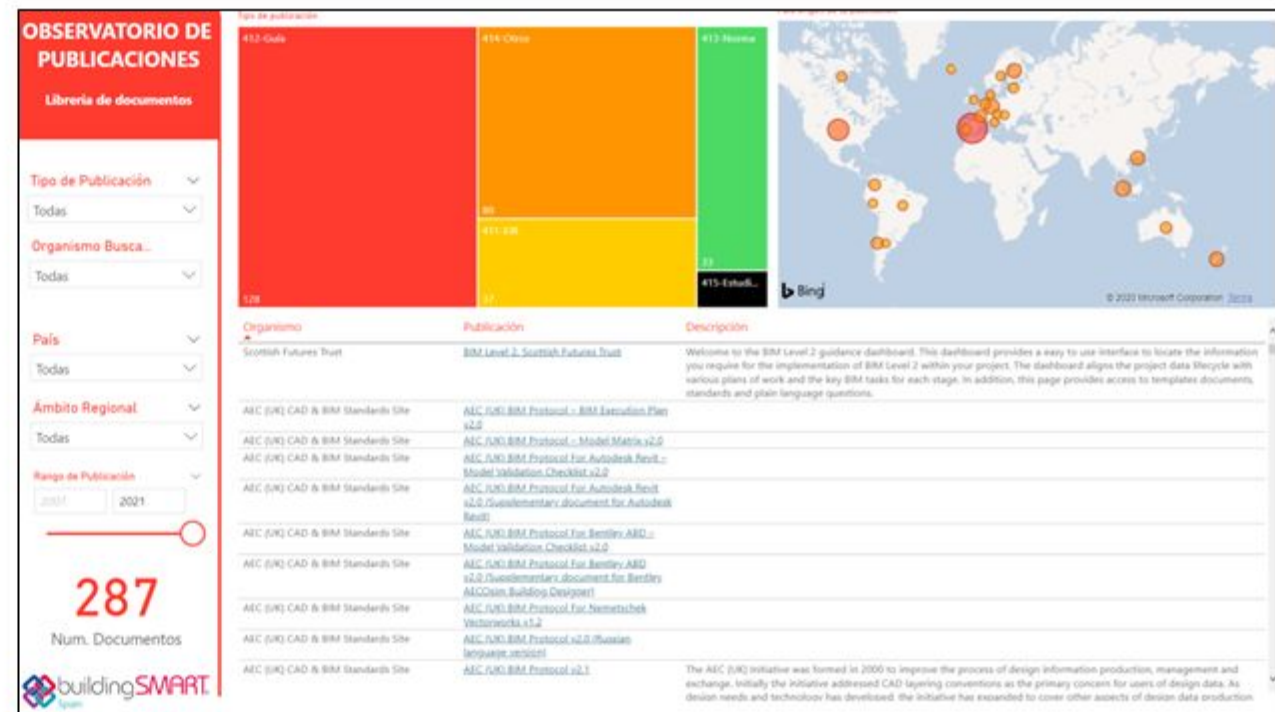 OBSERVATORIO DE
PUBLICACIONES
Librería de documentos
Tipo de Publicación
Todas
Organismo Busca...
Todas
País
Todas
Ámbito Regional
Todas
Rango de Publicación
2001 2021
287
Num. Documentos
buildingSMART
Spain
Tipo de publicación
412-Guía
128
414-Otros
80
411-EIR
37
413-Norma
33
415-Estudi...
Bing
© 2020 Microsoft Corporation Terms
Organismo Publicación Descripción
Scottish Futures Trust BIM Level 2. Scottish Futures Trust Welcome to the BIM Level 2 guidance dashboard. This dashboard provides a easy to use interface to locate the information
you require for the implementation of BIM Level 2 within your project. The dashboard aligns the project data lifecycle with
various plans of work and the key BIM tasks for each stage. In addition, this page provides access to templates documents,
standards and plain language questions.
AEC (UK) CAD & BIM Standards Site AEC (UK) BIM Protocol – BIM Execution Plan
v2.0
AEC (UK) CAD & BIM Standards Site AEC (UK) BIM Protocol – Model Matrix v2.0
AEC (UK) CAD & BIM Standards Site AEC (UK) BIM Protocol For Autodesk Revit –
Model Validation Checklist v2.0
AEC (UK) CAD & BIM Standards Site AEC (UK) BIM Protocol For Autodesk Revit
v2.0 (Supplementary document for Autodesk
Revit)
AEC (UK) CAD & BIM Standards Site AEC (UK) BIM Protocol For Bentley ABD –
Model Validation Checklist v2.0
AEC (UK) CAD & BIM Standards Site AEC (UK) BIM Protocol For Bentley ABD
v2.0 (Supplementary document for Bentley
AECOsim Building Designer)
AEC (UK) CAD & BIM Standards Site AEC (UK) BIM Protocol For Nemetschek
Vectorworks v1.2
AEC (UK) CAD & BIM Standards Site AEC (UK) BIM Protocol v2.0 (Russian
language version)
AEC (UK) CAD & BIM Standards Site AEC (UK) BIM Protocol v2.1 The AEC (UK) Initiative was formed in 2000 to improve the process of design information production, management and
exchange. Initially the initiative addressed CAD layering conventions as the primary concern for users of design data. As
design needs and technology has developed, the initiative has expanded to cover other aspects of design data production